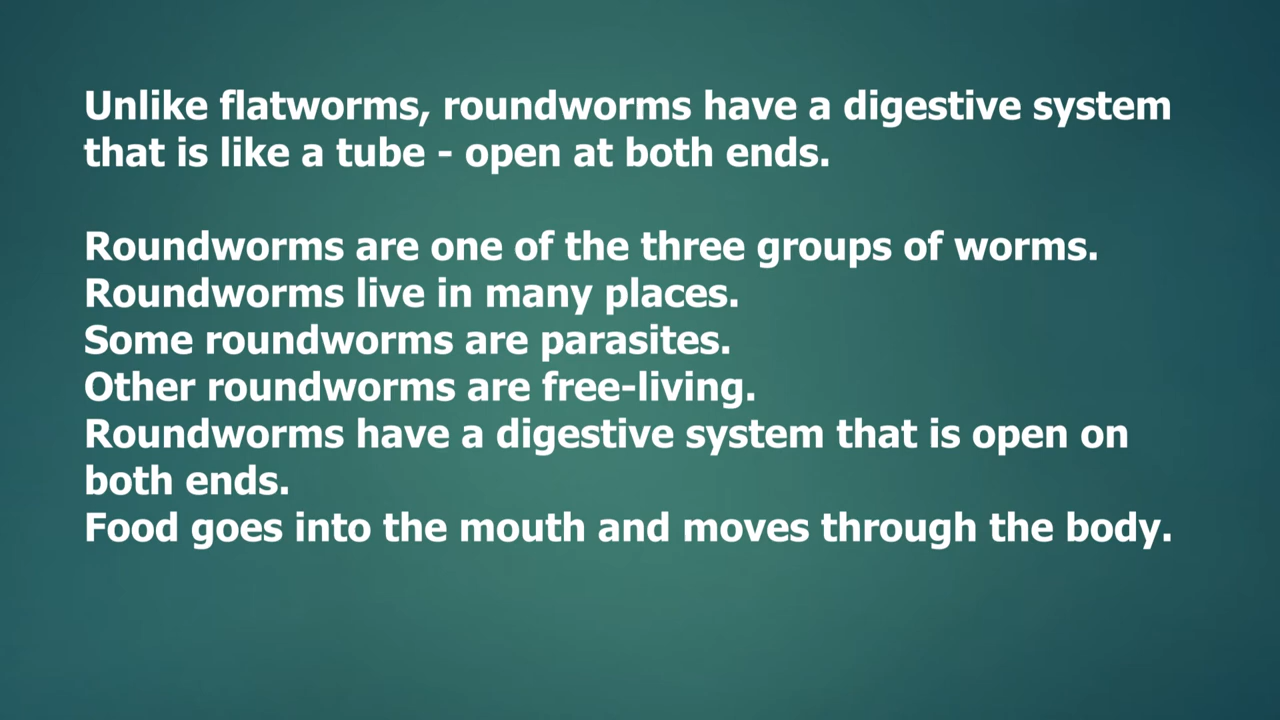 Unlike flatworms, roundworms have a digestive system
that is like a tube - open at both ends.
Roundworms are one of the three groups of worms.
Roundworms live in many places.
Some roundworms are parasites.
Other roundworms are free-living.
Roundworms have a digestive system that is open on
both ends.
Food goes into the mouth and moves through the body.